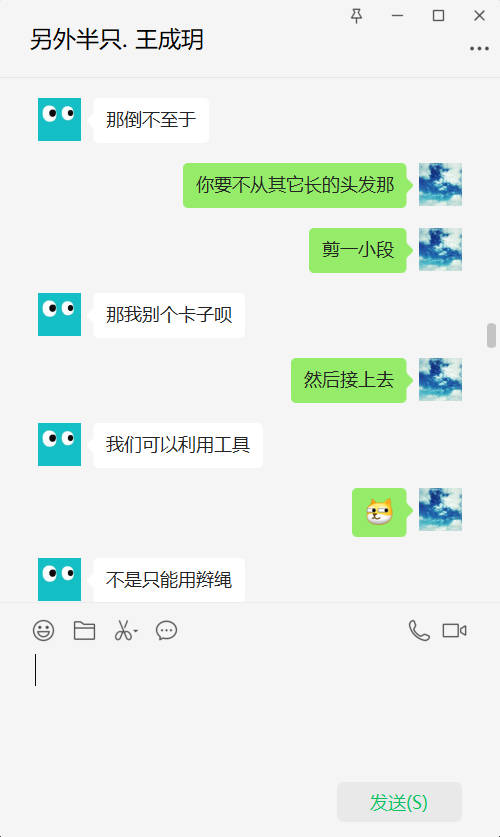 另外半只. 王成玥
那倒不至于
你要不从其它长的头发那
剪一小段
那我别个卡子呗
然后接上去
我们可以利用工具
不是只能用辫绳
发送(S)